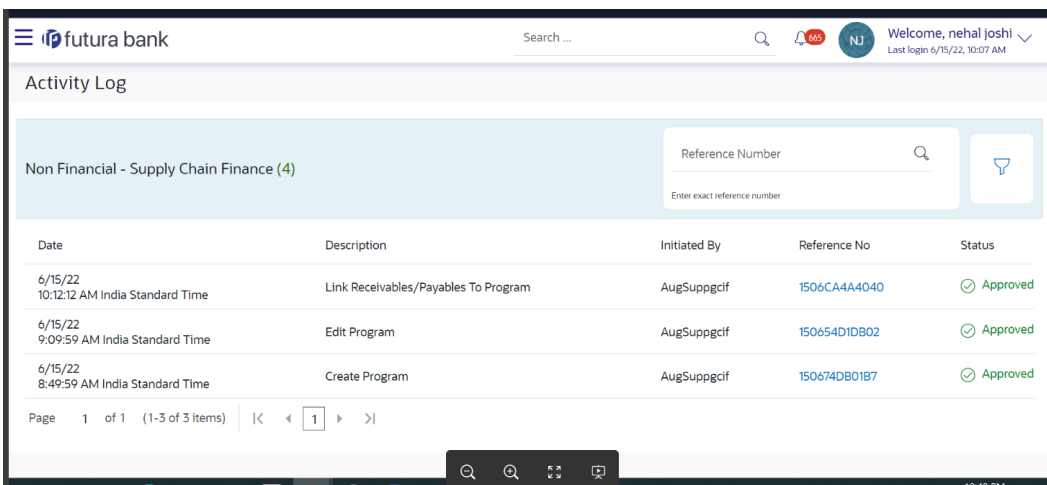 futura bank
Search ...
665
NJ
Welcome, nehal joshi
Last login 6/15/22, 10:07 AM
Activity Log
Non Financial - Supply Chain Finance (4)
Reference Number
Enter exact reference number
Date Description Initiated By Reference No Status
6/15/22
10:12:12 AM India Standard Time Link Receivables/Payables To Program AugSuppgcif 1506CA4A4040 Approved
6/15/22
9:09:59 AM India Standard Time Edit Program AugSuppgcif 150654D1DB02 Approved
6/15/22
8:49:59 AM India Standard Time Create Program AugSuppgcif 150674DB01B7 Approved
Page 1 of 1 (1-3 of 3 items) 1